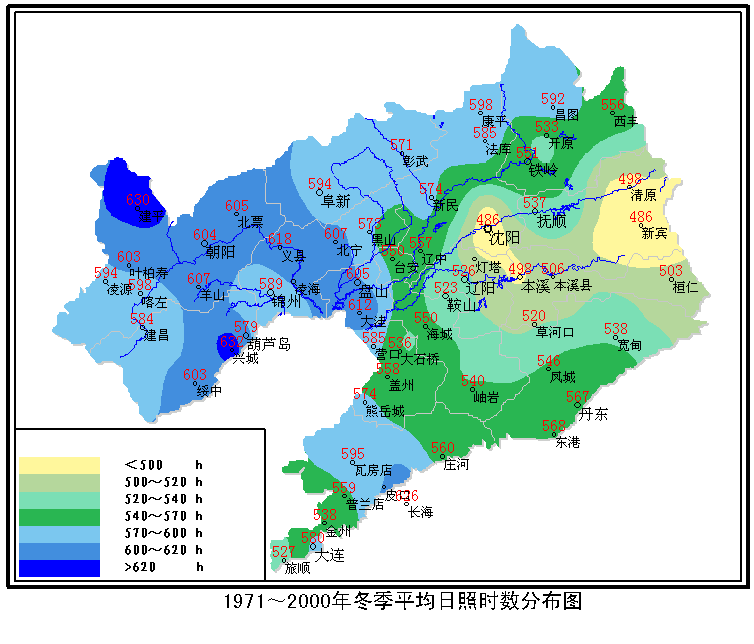 598
康平
592
昌图
556
西丰
533
开原
585
法库
571
彰武
铁岭
498
清原
594
阜新
574
新民
537
抚顺
630
605
北票
486
沈阳
486
新宾
573
黑山
604
朝阳
618
义县
607
北宁
557
辽中
台安
603
叶柏寿
灯塔
594
凌源
593
喀左
607
羊山
589
锦州
凌海
595
盘山
526
辽阳
498
本溪
506
本溪县
503
桓仁
523
鞍山
612
大洼
584
建昌
579
葫芦岛
632
兴城
550
海城
520
草河口
538
宽甸
585
营口
536
大石桥
603
绥中
558
盖州
546
凤城
540
岫岩
574
熊岳城
567
丹东
568
东港
595
瓦房店
560
庄河
559
普兰店
皮口
长海
538
金州
大连
527
旅顺
<500 h
500～520 h
520～540 h
540～570 h
570～600 h
600～620 h
>620 h
1971～2000年冬季平均日照时数分布图